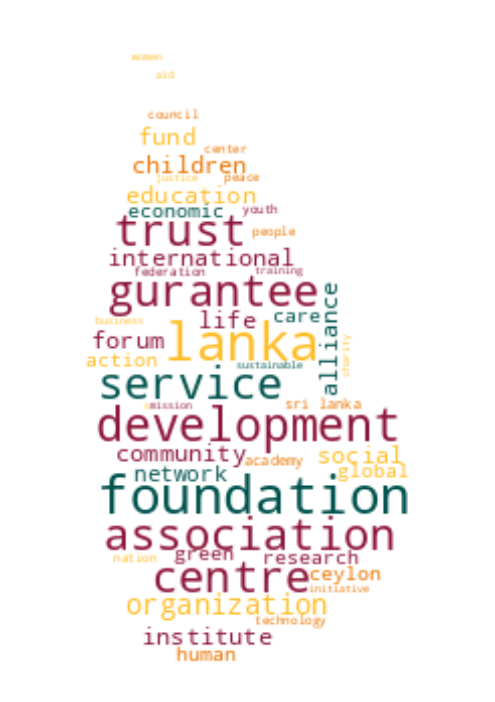 women
aid
council
fund
center
children
justice peace
education
economic youth
trust people
international
federation training
gurantee
alliance
life care
business
forum lanka
charity
action
sustainable
service
mission sri lanka
development
community social
academy
network global
foundation
association
green research
nation
centre ceylon
initiative
organization
technology
institute
human